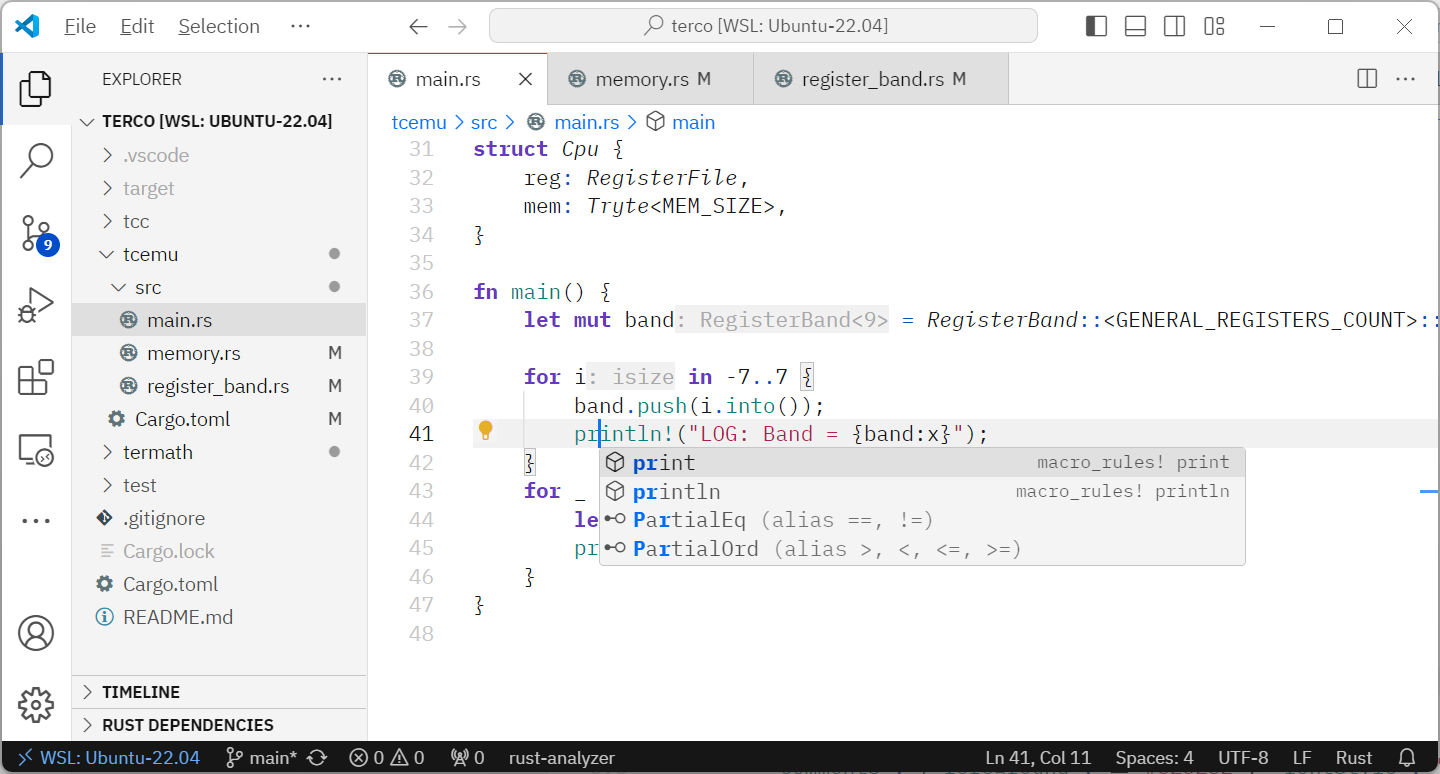 File Edit Selection ··· terco [WSL: Ubuntu-22.04]
EXPLORER ···
TERCO [WSL: UBUNTU-22.04]
.vscode
target
tcc
tcemu
src
main.rs
memory.rs M
register_band.rs M
Cargo.toml M
termath
test
.gitignore
Cargo.lock
Cargo.toml
README.md
TIMELINE
RUST DEPENDENCIES
9
main.rs memory.rs M register_band.rs M
tcemu > src > main.rs > main
31 struct Cpu {
32 reg: RegisterFile,
33 mem: Tryte<MEM_SIZE>,
34 }
35
36 fn main() {
37 let mut band: RegisterBand<9> = RegisterBand::<GENERAL_REGISTERS_COUNT>::
38
39 for i: isize in -7..7 {
40 band.push(i.into());
41 println!("LOG: Band = {band:x}");
42 }
43 for _
44 le
45 pr
46 }
47 }
48
print macro_rules! print
println macro_rules! println
PartialEq (alias ==, !=)
PartialOrd (alias >, <, <=, >=)
WSL: Ubuntu-22.04 main* 0 0 0 rust-analyzer Ln 41, Col 11 Spaces: 4 UTF-8 LF Rust